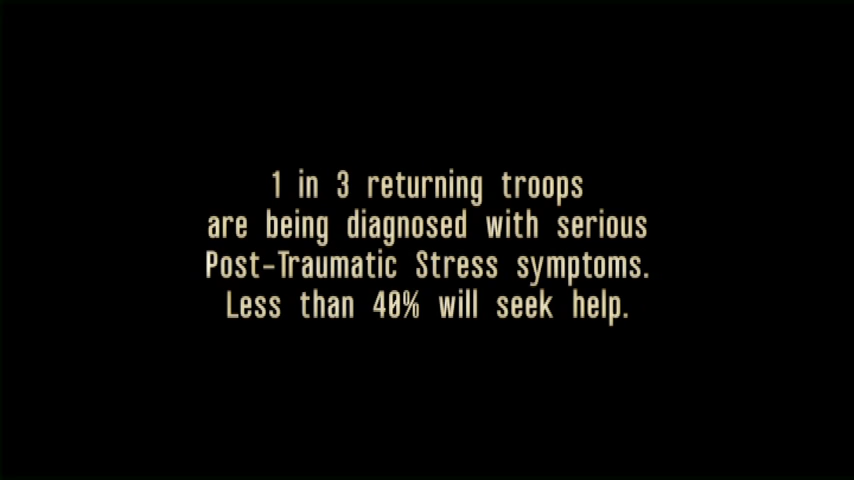 1 in 3 returning troops
are being diagnosed with serious
Post-Traumatic Stress symptoms.
Less than 40% will seek help.